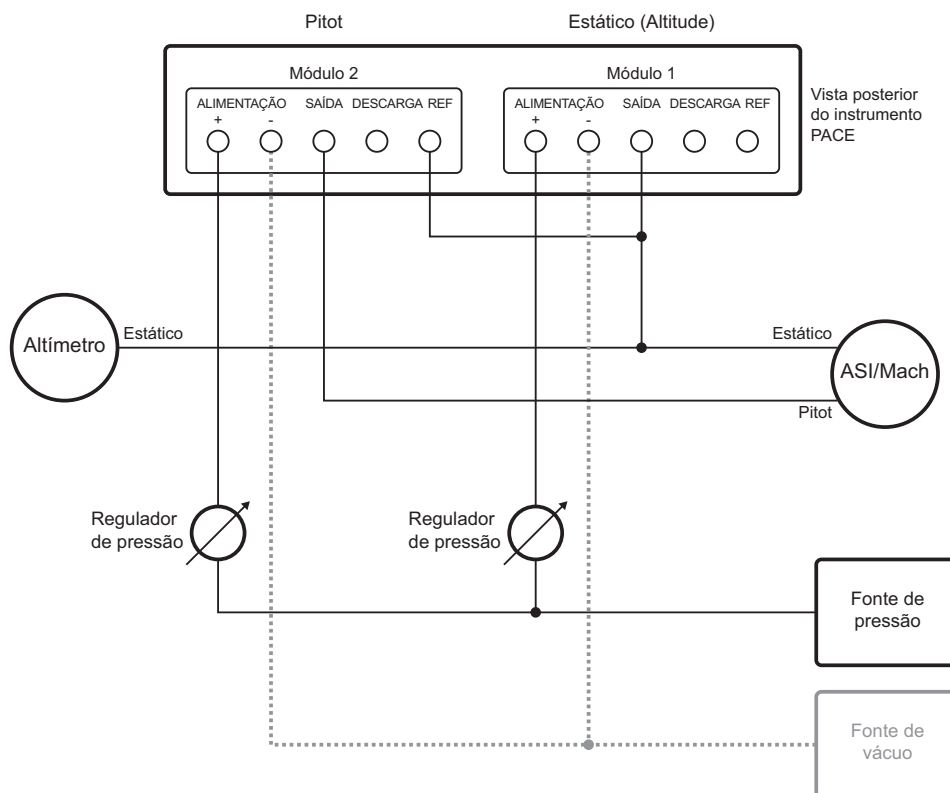 Pitot
Estático (Altitude)
Módulo 2
Módulo 1
ALIMENTAÇÃO SAÍDA DESCARGA REF
+ -
ALIMENTAÇÃO SAÍDA DESCARGA REF
+ -
Vista posterior
do instrumento
PACE
Altímetro
Estático
Estático
ASI/Mach
Pitot
Regulador
de pressão
Regulador
de pressão
Fonte de
pressão
Fonte de
vácuo